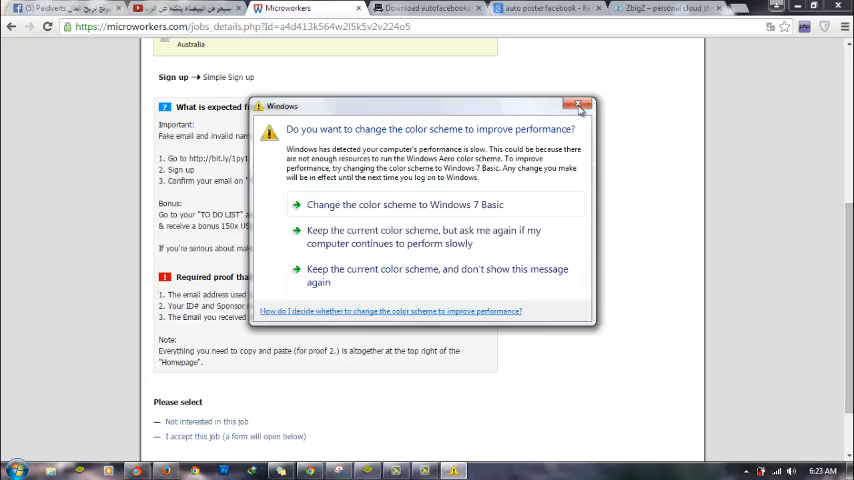 Paidverts تربح تربح المال
سيدة من البيضاء يتكله عن الرب
Microworkers
Download autofacebooks
auto poster facebook - R
ZbigZ – personal cloud st
https://microworkers.com/jobs_details.php?Id=a4d413k564w2l5k5v2v224o5
Australia
Sign up → Simple Sign up
What is expected f
Important:
Fake email and invalid nam
1. Go to http://bit.ly/1py1
2. Sign up
3. Confirm your email on "
Bonus:
Go to your "TO DO LIST" a
& receive a bonus 150x US
If you're serious about mak
Required proof tha
1. The email address used
2. Your ID# and Sponsor
3. The Email you received
Note:
Everything you need to copy and paste (for proof 2.) is altogether at the top right of the
"Homepage".
Please select
— Not interested in this job
— I accept this job (a form will open below)
Windows
Do you want to change the color scheme to improve performance?
Windows has detected your computer's performance is slow. This could be because there
are not enough resources to run the Windows Aero color scheme. To improve
performance, try changing the color scheme to Windows 7 Basic. Any change you make
will be in effect until the next time you log on to Windows.
Change the color scheme to Windows 7 Basic
Keep the current color scheme, but ask me again if my
computer continues to perform slowly
Keep the current color scheme, and don't show this message
again
How do I decide whether to change the color scheme to improve performance?
6:23 AM